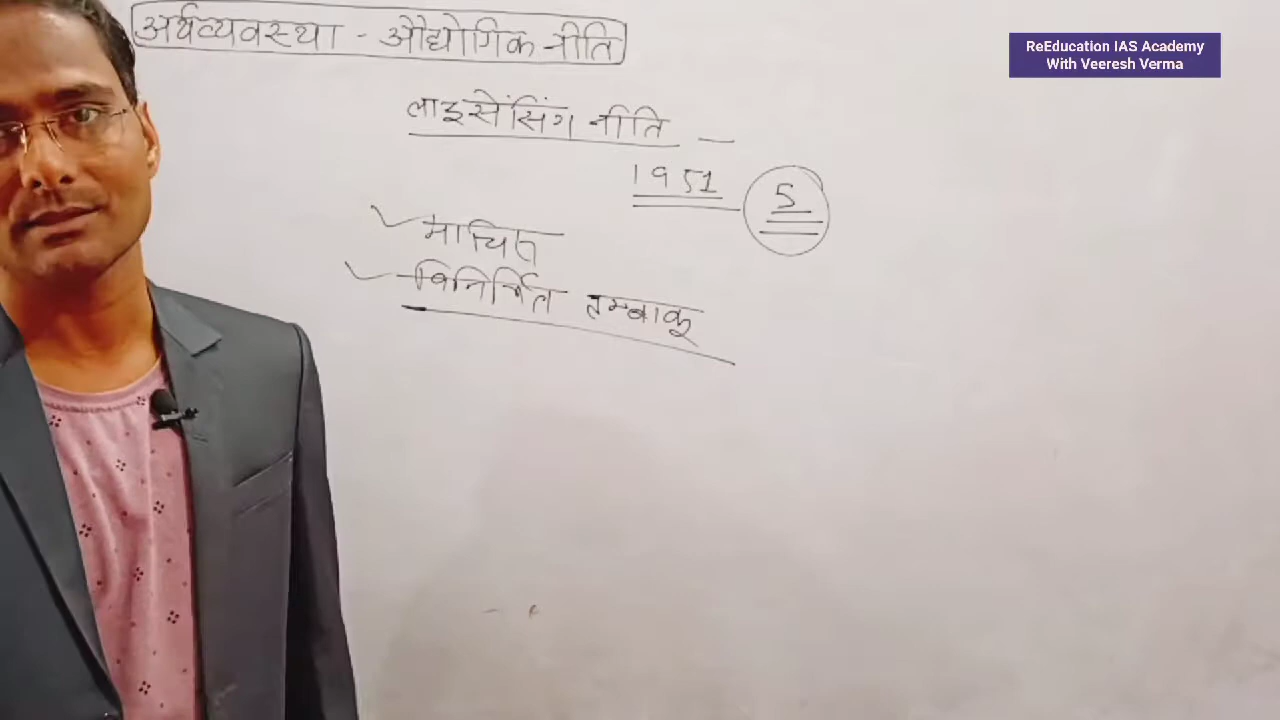 अर्थव्यवस्था - औद्योगिक नीति
ReEducation IAS Academy
With Veeresh Verma
लाइसेंसिंग नीति -
1951 5
माचिस
विनिर्मित तम्बाकू